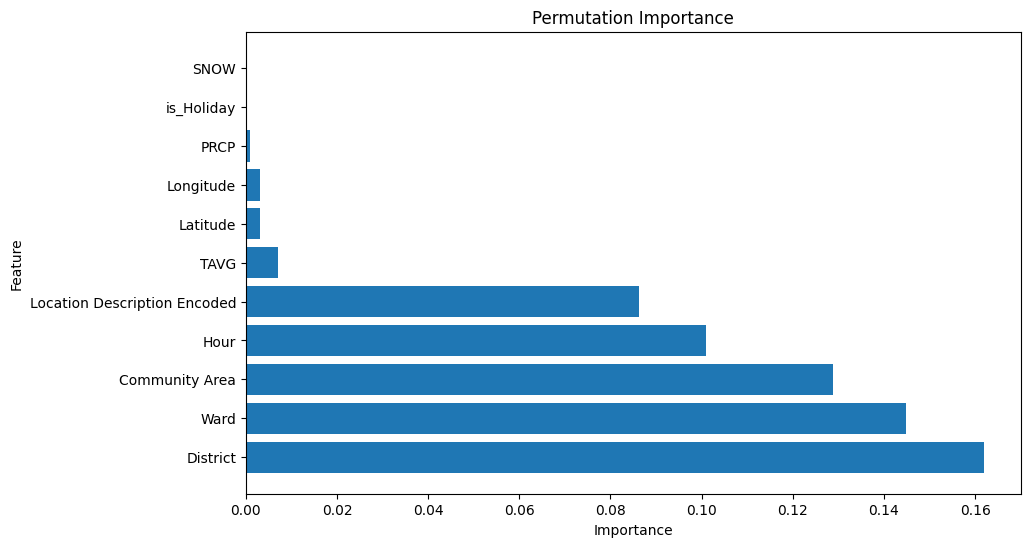 Permutation Importance
SNOW
is_Holiday
PRCP
Longitude
Latitude
TAVG
Location Description Encoded
Hour
Community Area
Ward
District
Feature
0.00 0.02 0.04 0.06 0.08 0.10 0.12 0.14 0.16
Importance